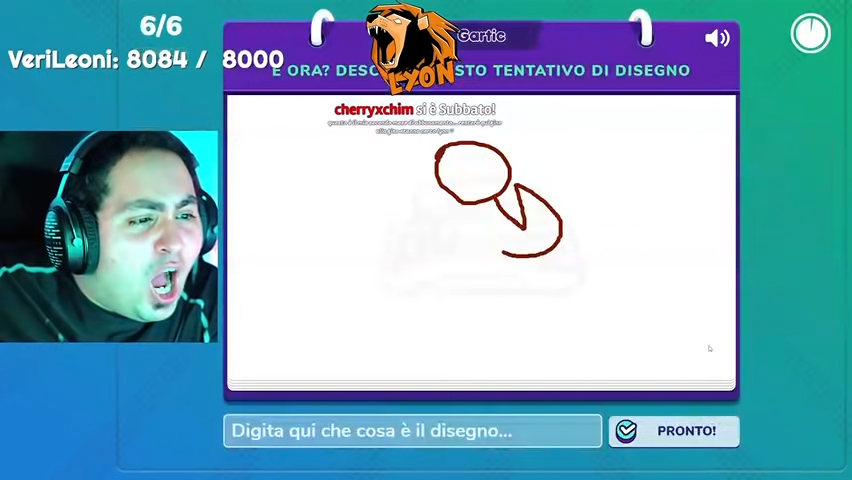 6/6
Gartic
VeriLeoni: 8084 / 8000
LYON
E ORA? DESC STO TENTATIVO DI DISEGNO
cherryxchim si è Subbato!
Digita qui che cosa è il disegno...
PRONTO!